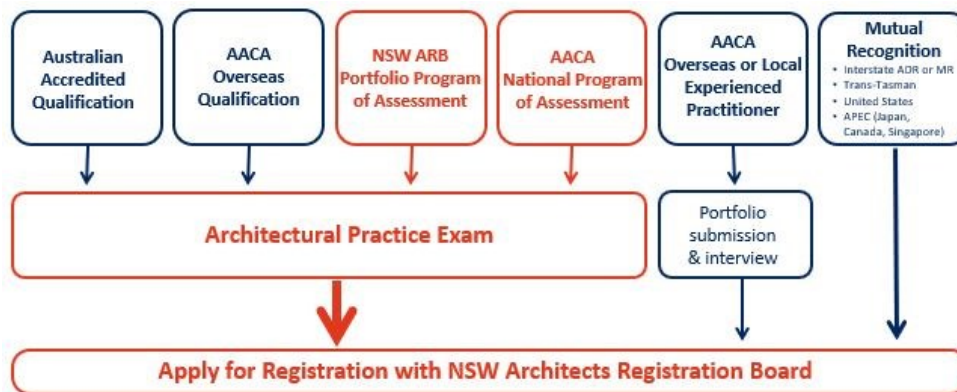 Australian
Accredited
Qualification
AACA
Overseas
Qualification
NSW ARB
Portfolio Program
of Assessment
AACA
National Program
of Assessment
AACA
Overseas or Local
Experienced
Practitioner
Mutual
Recognition
• Interstate ADR or MR
• Trans-Tasman
• United States
• APEC (Japan,
Canada, Singapore)
Architectural Practice Exam
Portfolio
submission
& interview
Apply for Registration with NSW Architects Registration Board